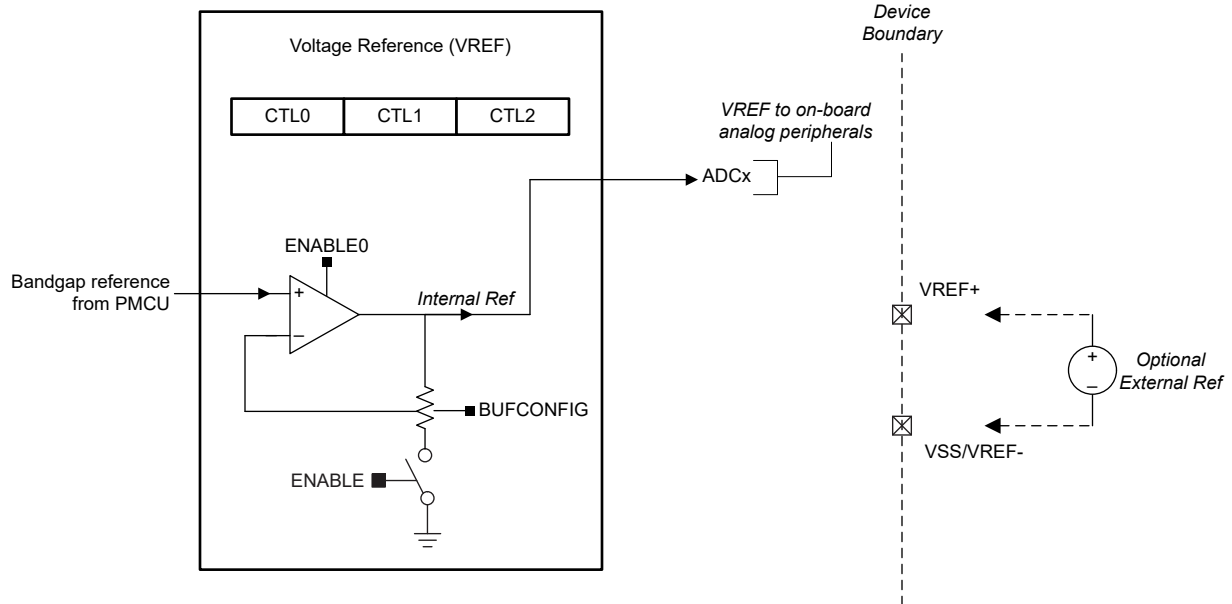 Device
Boundary
Voltage Reference (VREF)
CTL0 CTL1 CTL2
VREF to on-board
analog peripherals
ADCx
ENABLE0
Bandgap reference
from PMCU
+
Internal Ref
–
VREF+
+
–
Optional
External Ref
BUFCONFIG
VSS/VREF-
ENABLE